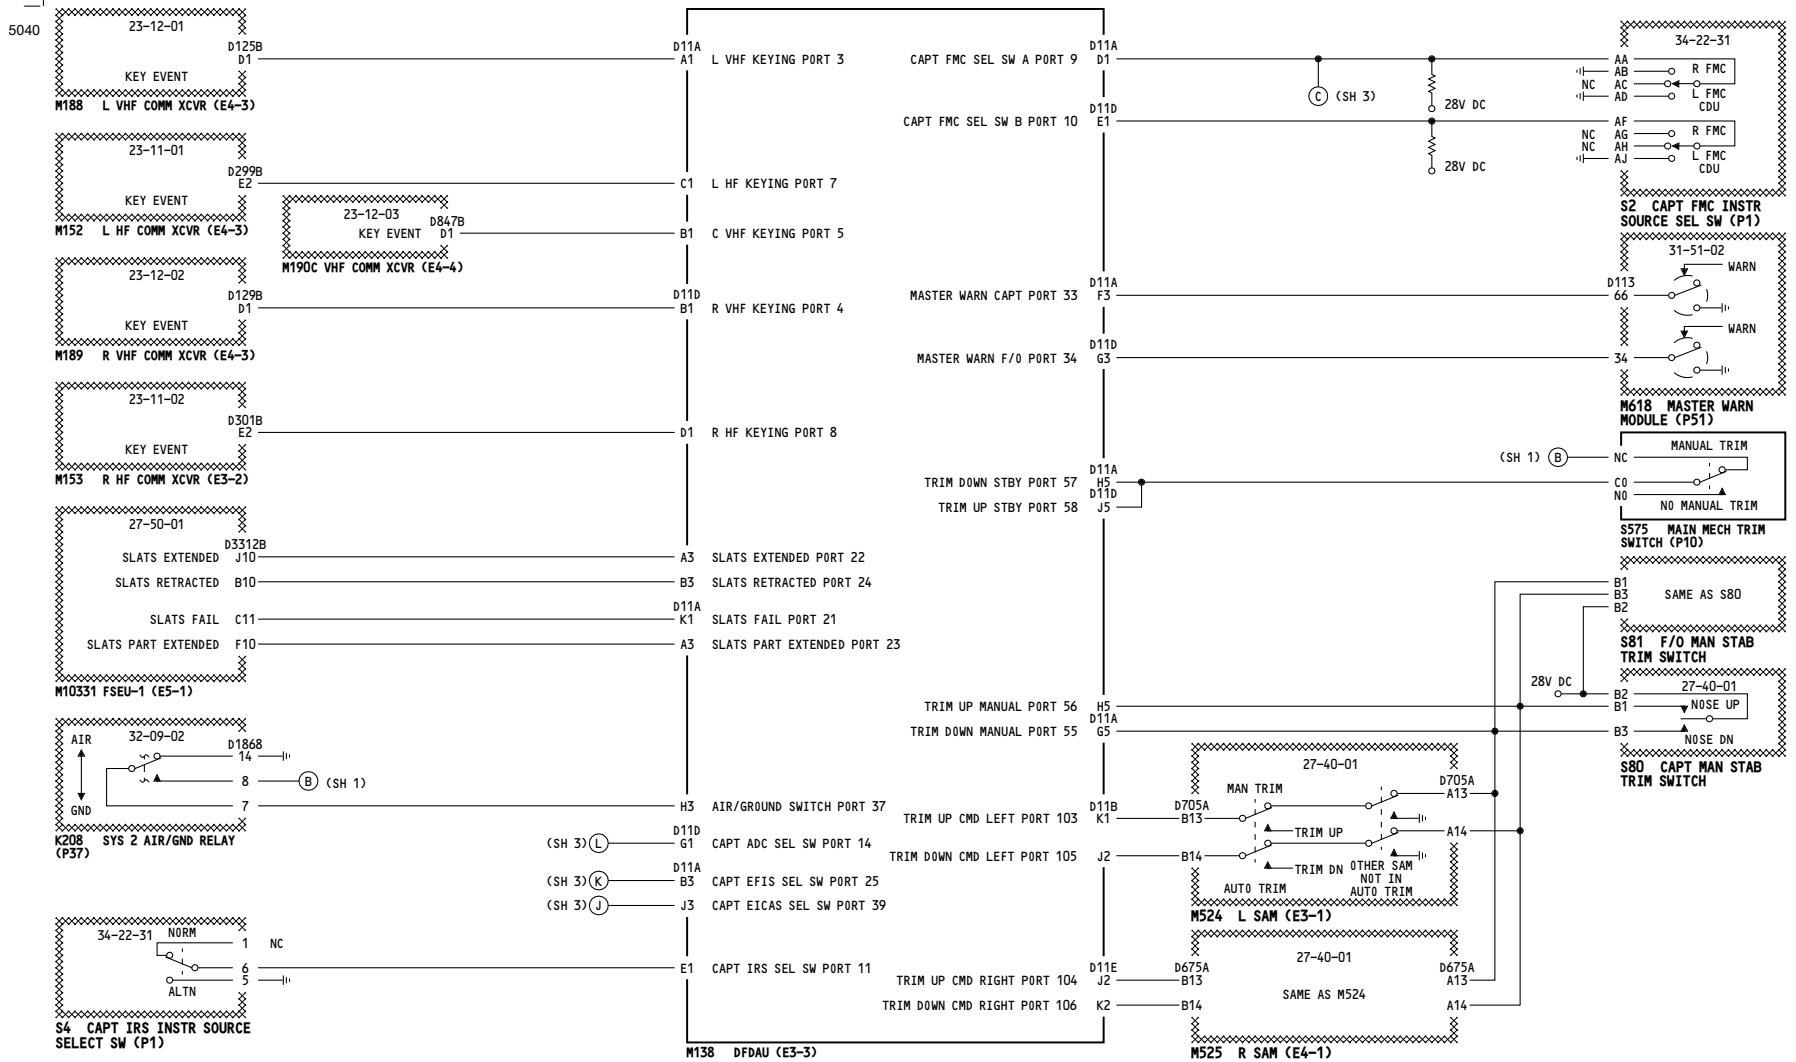 5040
23-12-01
D125B
D1
KEY EVENT
M188 L VHF COMM XCVR (E4-3)
23-11-01
D299B
E2
KEY EVENT
M152 L HF COMM XCVR (E4-3)
23-12-03
D847B
KEY EVENT D1
M190 C VHF COMM XCVR (E4-4)
23-12-02
D129B
D1
KEY EVENT
M189 R VHF COMM XCVR (E4-3)
23-11-02
D301B
E2
KEY EVENT
M153 R HF COMM XCVR (E3-2)
27-50-01
D3312B
SLATS EXTENDED J10
SLATS RETRACTED B10
SLATS FAIL C11
SLATS PART EXTENDED F10
M10331 FSEU-1 (E5-1)
32-09-02
AIR
GND
D1868
14
8
B (SH 1)
7
K208 SYS 2 AIR/GND RELAY
(P37)
(SH 3) L
(SH 3) K
(SH 3) J
34-22-31
NORM
1 NC
6
5
ALTN
S4 CAPT IRS INSTR SOURCE
SELECT SW (P1)
D11A
A1 L VHF KEYING PORT 3
C1 L HF KEYING PORT 7
B1 C VHF KEYING PORT 5
D11D
B1 R VHF KEYING PORT 4
D1 R HF KEYING PORT 8
A3 SLATS EXTENDED PORT 22
B3 SLATS RETRACTED PORT 24
D11A
K1 SLATS FAIL PORT 21
A3 SLATS PART EXTENDED PORT 23
H3 AIR/GROUND SWITCH PORT 37
D11D
G1 CAPT ADC SEL SW PORT 14
D11A
B3 CAPT EFIS SEL SW PORT 25
J3 CAPT EICAS SEL SW PORT 39
E1 CAPT IRS SEL SW PORT 11
M138 DFDAU (E3-3)
D11A
CAPT FMC SEL SW A PORT 9 D1
D11D
CAPT FMC SEL SW B PORT 10 E1
D11A
MASTER WARN CAPT PORT 33 F3
D11D
MASTER WARN F/O PORT 34 G3
D11A
TRIM DOWN STBY PORT 57 H5
D11D
TRIM UP STBY PORT 58 J5
TRIM UP MANUAL PORT 56 H5
D11A
TRIM DOWN MANUAL PORT 55 G5
D11B
TRIM UP CMD LEFT PORT 103 K1
TRIM DOWN CMD LEFT PORT 105 J2
D11E
TRIM UP CMD RIGHT PORT 104 J2
TRIM DOWN CMD RIGHT PORT 106 K2
C (SH 3)
28V DC
28V DC
34-22-31
AA
AB R FMC
NC AC
AD L FMC
CDU
AF
NC AG R FMC
NC AH
AJ L FMC
CDU
S2 CAPT FMC INSTR
SOURCE SEL SW (P1)
31-51-02
WARN
D113
66
WARN
34
M618 MASTER WARN
MODULE (P51)
MANUAL TRIM
(SH 1) B NC
CO
NO
NO MANUAL TRIM
S575 MAIN MECH TRIM
SWITCH (P10)
B1
B3 SAME AS S80
B2
S81 F/O MAN STAB
TRIM SWITCH
28V DC
27-40-01
B2
B1 NOSE UP
B3
NOSE DN
S80 CAPT MAN STAB
TRIM SWITCH
27-40-01
D705A
MAN TRIM
A13
D705A
B13
TRIM UP A14
B14
TRIM DN
OTHER SAM
NOT IN
AUTO TRIM
AUTO TRIM
M524 L SAM (E3-1)
27-40-01
D675A
B13
D675A
A13
SAME AS M524
B14
A14
M525 R SAM (E4-1)